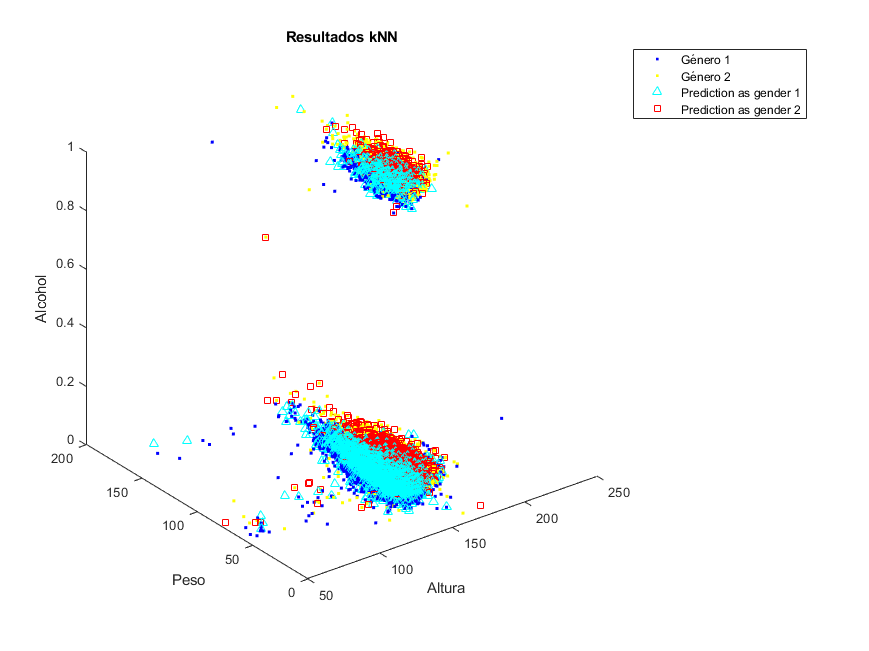 Resultados kNN
Género 1
Género 2
Prediction as gender 1
Prediction as gender 2
1
0.8
0.6
0.4
0.2
0
Alcohol
200
150
100
50
0
Peso
50
100
150
200
250
Altura